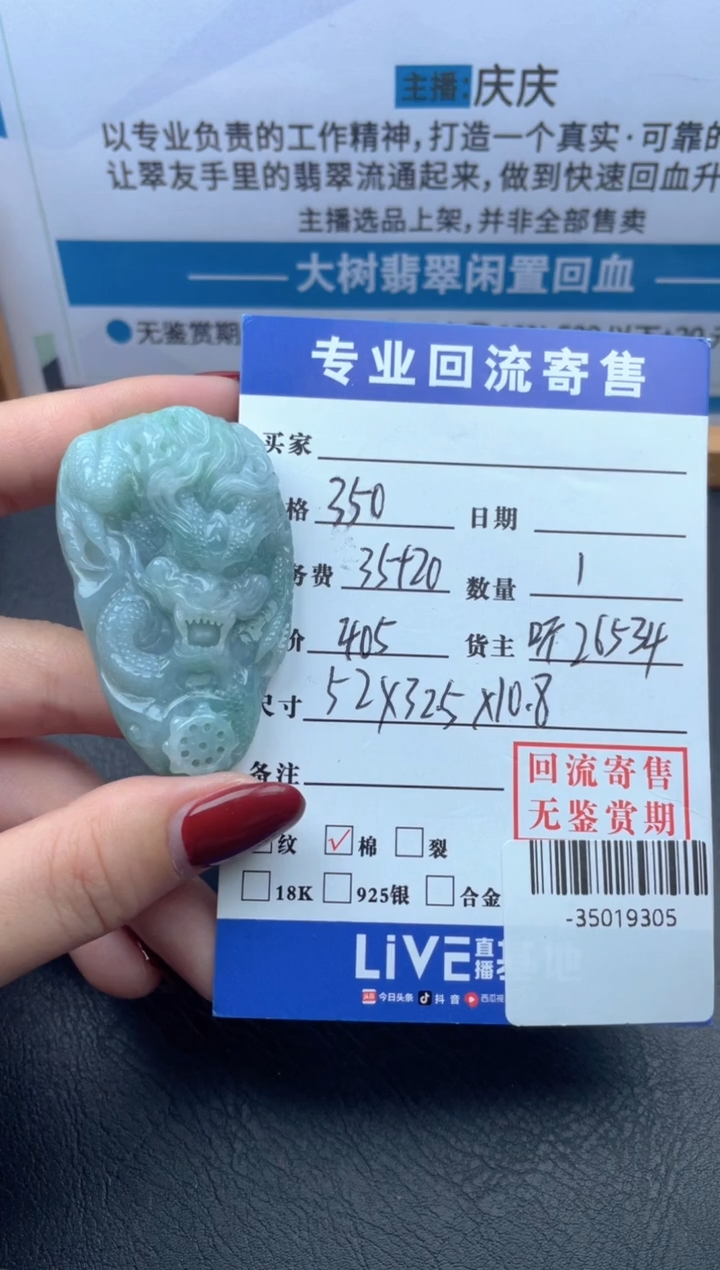 主播:庆庆
以专业负责的工作精神,打造一个真实·可靠的
让翠友手里的翡翠流通起来,做到快速回血升
主播选品上架,并非全部售卖
大树翡翠闲置回血
无鉴赏期
专业回流寄售
买家
格 350 日期
务费 35+20 数量 1
价 405 货主 26534
尺寸 52X32.5X10.8
备注
回流寄售
无鉴赏期
纹 √ 棉 裂
18K 925银 合金
-35019305
LiVE 直播基地
今日头条 抖音 西瓜视